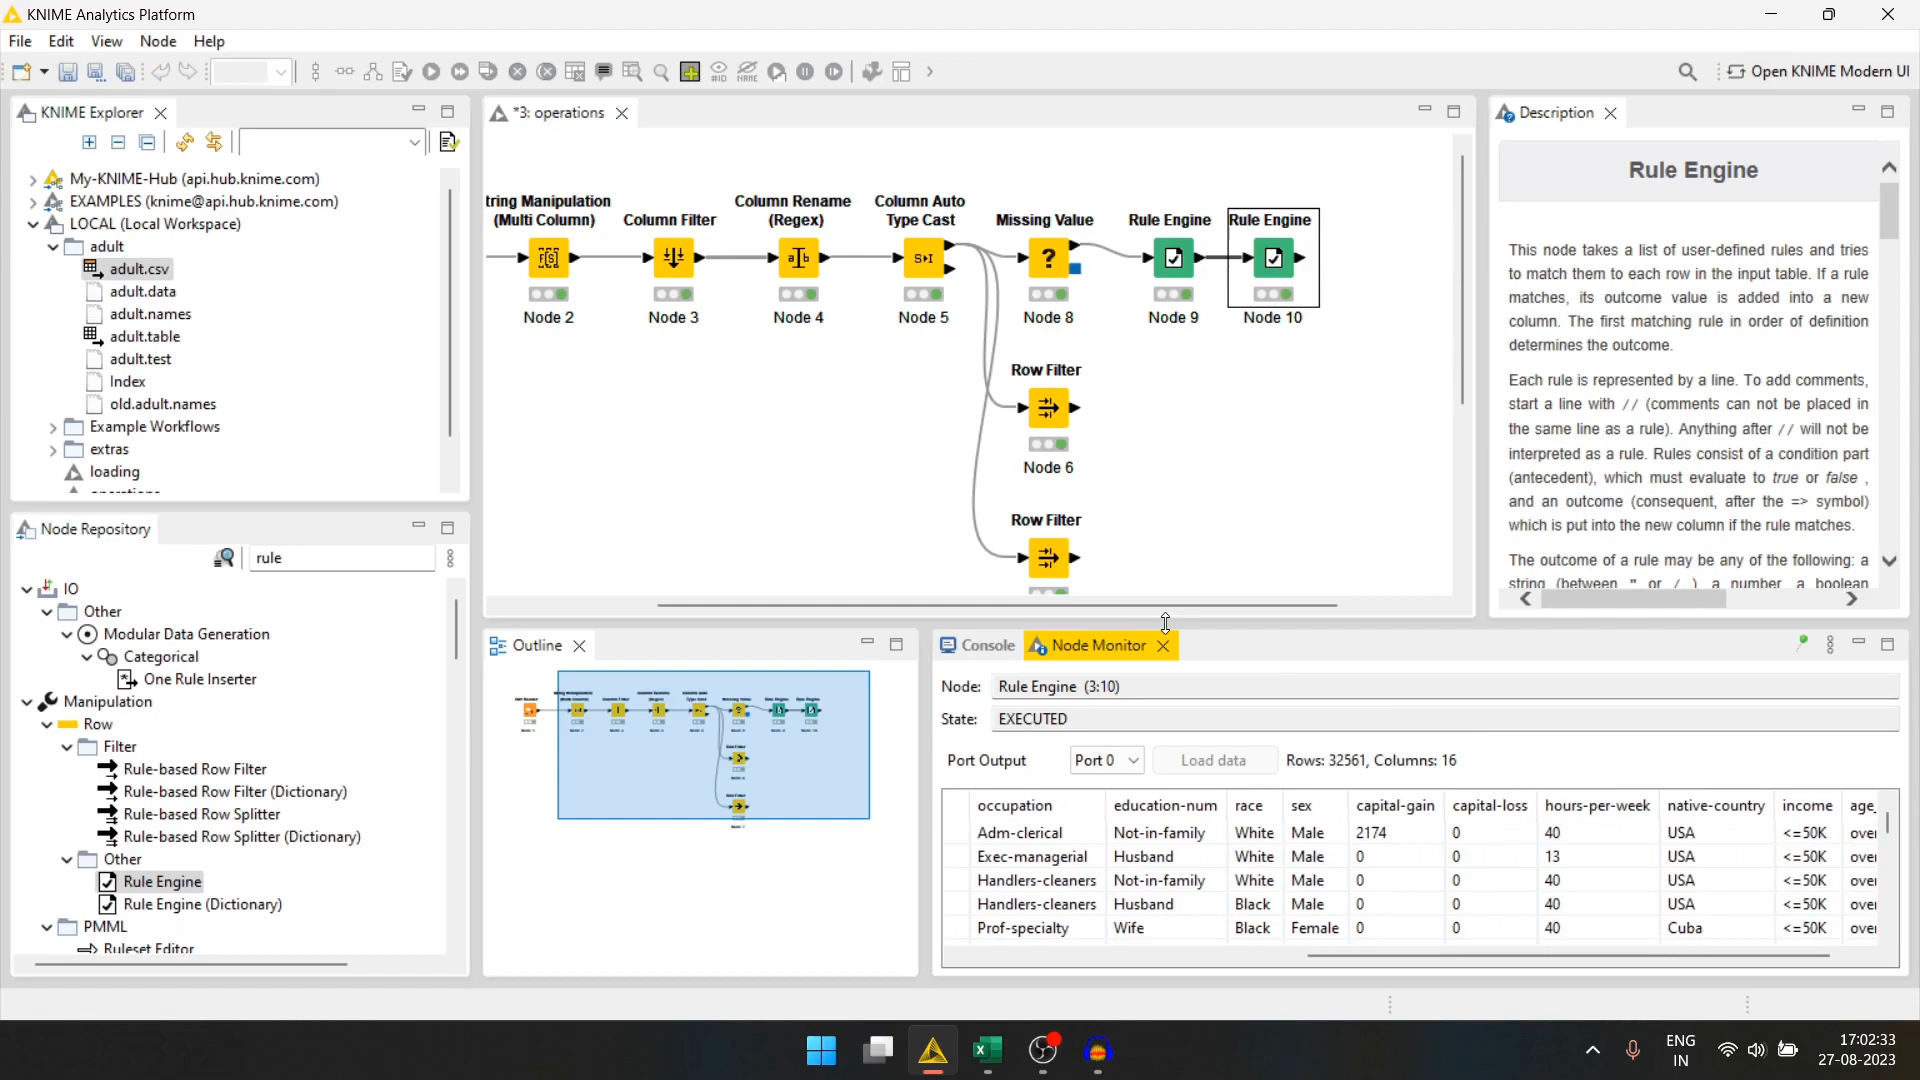 KNIME Analytics Platform
File Edit View Node Help
Open KNIME Modern UI
KNIME Explorer
My-KNIME-Hub (api.hub.knime.com)
EXAMPLES (knime@api.hub.knime.com)
LOCAL (Local Workspace)
adult
adult.csv
adult.data
adult.names
adult.table
adult.test
Index
old.adult.names
Example Workflows
extras
loading
Node Repository
rule
IO
Other
Modular Data Generation
Categorical
One Rule Inserter
Manipulation
Row
Filter
Rule-based Row Filter
Rule-based Row Filter (Dictionary)
Rule-based Row Splitter
Rule-based Row Splitter (Dictionary)
Other
Rule Engine
Rule Engine (Dictionary)
PMML
Ruleset Editor
*3: operations
tring Manipulation
(Multi Column)
Node 2
Column Filter
Node 3
Column Rename
(Regex)
Node 4
Column Auto
Type Cast
S▸I
Node 5
Missing Value
?
Node 8
Rule Engine
Node 9
Rule Engine
Node 10
Row Filter
Node 6
Row Filter
Description
Rule Engine
This node takes a list of user-defined rules and tries
to match them to each row in the input table. If a rule
matches, its outcome value is added into a new
column. The first matching rule in order of definition
determines the outcome.
Each rule is represented by a line. To add comments,
start a line with // (comments can not be placed in
the same line as a rule). Anything after // will not be
interpreted as a rule. Rules consist of a condition part
(antecedent), which must evaluate to true or false ,
and an outcome (consequent, after the => symbol)
which is put into the new column if the rule matches.
The outcome of a rule may be any of the following: a
string (between " or / ), a number, a boolean
Outline
Console Node Monitor
Node: Rule Engine (3:10)
State: EXECUTED
Port Output Port 0 Load data Rows: 32561, Columns: 16
occupation education-num race sex capital-gain capital-loss hours-per-week native-country income age_
Adm-clerical Not-in-family White Male 2174 0 40 USA <=50K over
Exec-managerial Husband White Male 0 0 13 USA <=50K over
Handlers-cleaners Not-in-family White Male 0 0 40 USA <=50K over
Handlers-cleaners Husband Black Male 0 0 40 USA <=50K over
Prof-specialty Wife Black Female 0 0 40 Cuba <=50K over
ENG
IN
17:02:33
27-08-2023